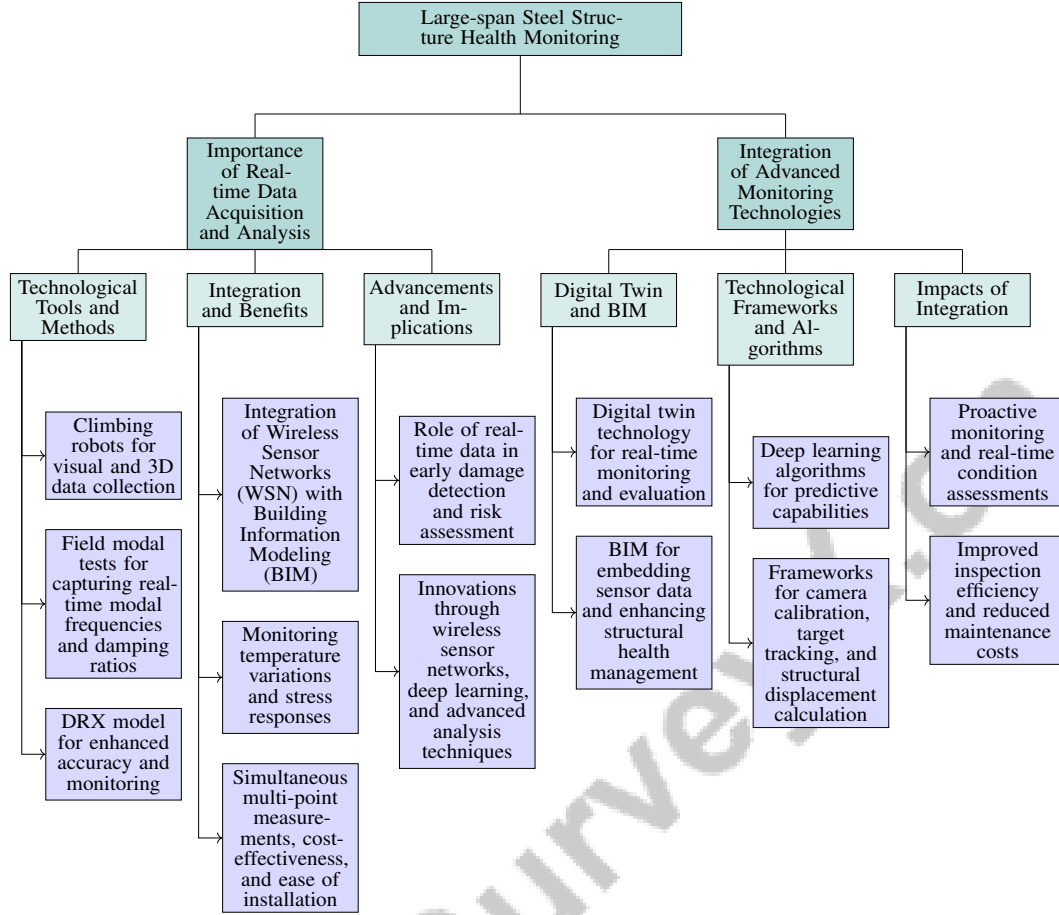 Large-span Steel Struc-
ture Health Monitoring
Importance
of Real-
time Data
Acquisition
and Analysis
Integration
of Advanced
Monitoring
Technologies
Technological
Tools and
Methods
Integration
and Benefits
Advancements
and Im-
plications
Digital Twin
and BIM
Technological
Frameworks
and Al-
gorithms
Impacts of
Integration
Climbing
robots for
visual and 3D
data collection
Field modal
tests for
capturing real-
time modal
frequencies
and damping
ratios
DRX model
for enhanced
accuracy and
monitoring
Integration
of Wireless
Sensor
Networks
(WSN) with
Building
Information
Modeling
(BIM)
Monitoring
temperature
variations
and stress
responses
Simultaneous
multi-point
measure-
ments, cost-
effectiveness,
and ease of
installation
Role of real-
time data in
early damage
detection
and risk
assessment
Innovations
through
wireless
sensor
networks,
deep learning,
and advanced
analysis
techniques
Digital twin
technology
for real-time
monitoring
and evaluation
BIM for
embedding
sensor data
and enhancing
structural
health
management
Deep learning
algorithms
for predictive
capabilities
Frameworks
for camera
calibration,
target
tracking, and
structural
displacement
calculation
Proactive
monitoring
and real-time
condition
assessments
Improved
inspection
efficiency
and reduced
maintenance
costs